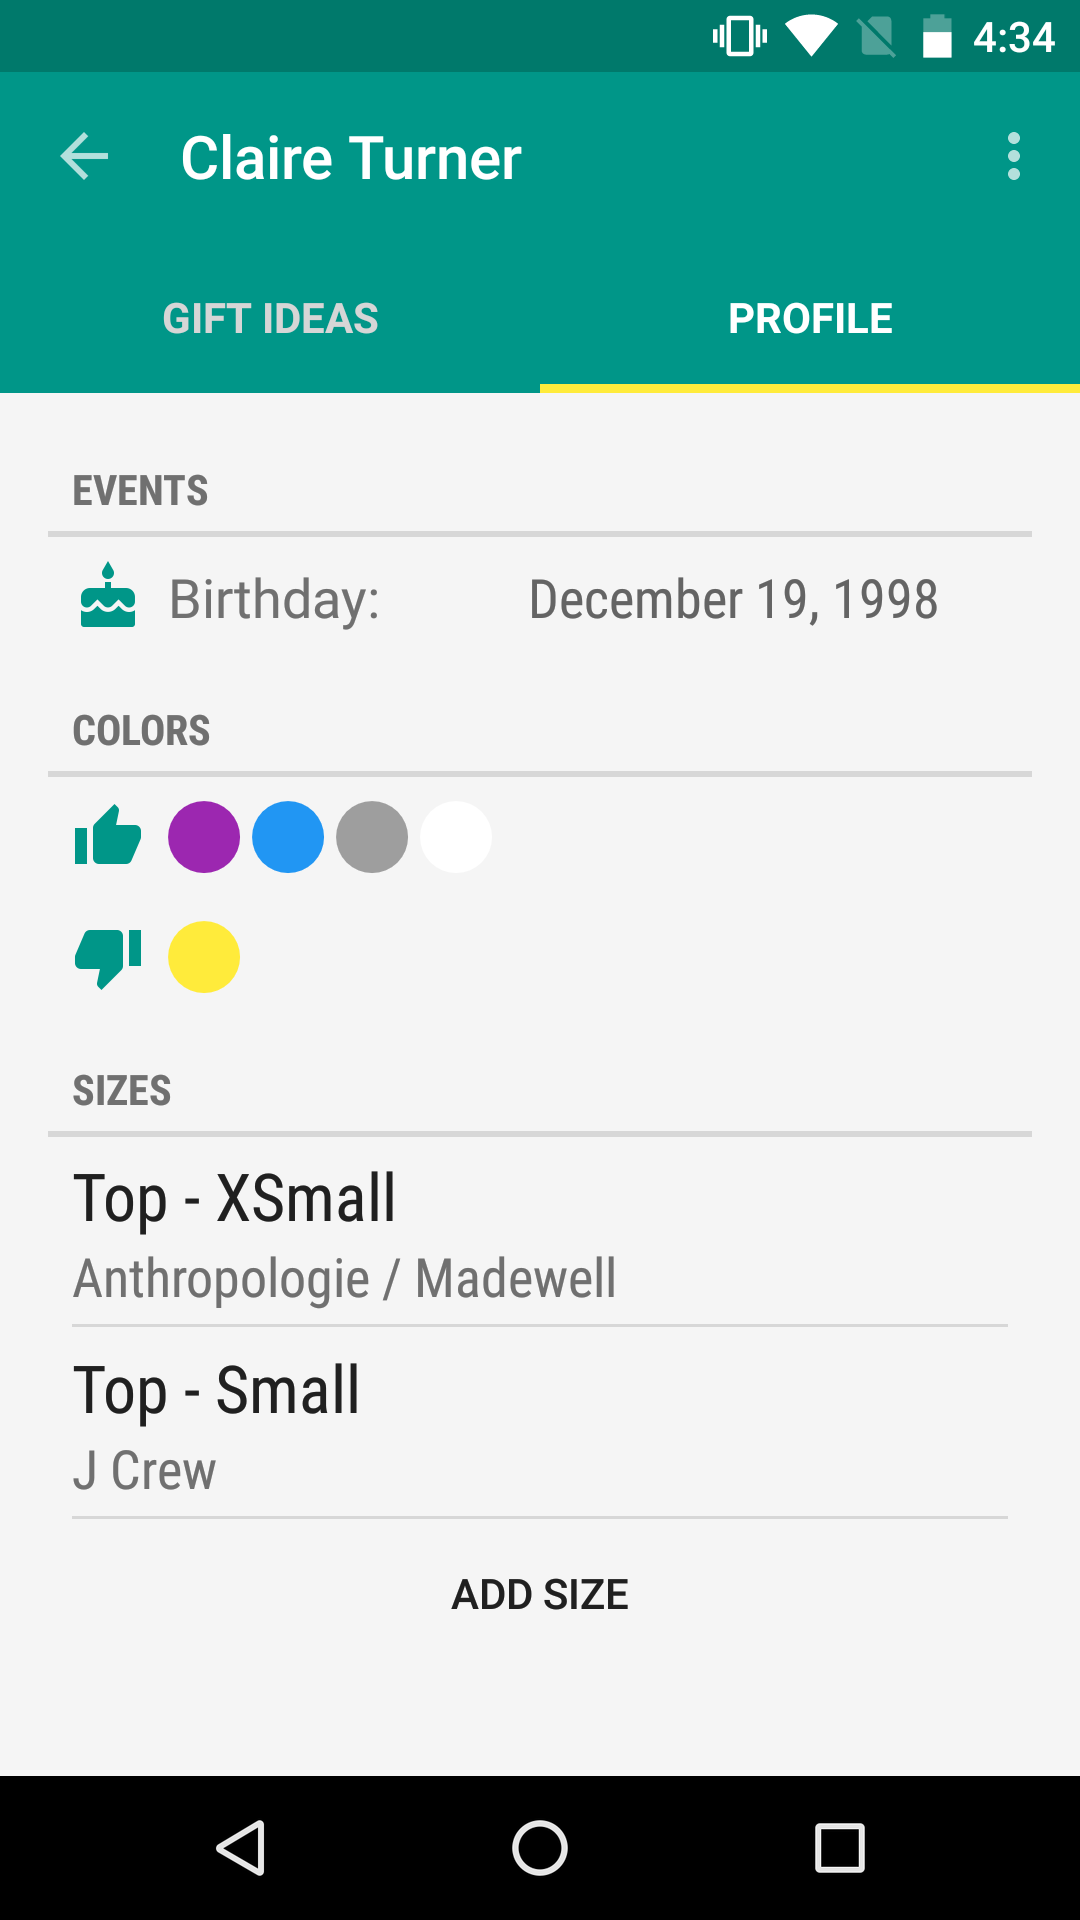 4:34
Claire Turner
GIFT IDEAS PROFILE
EVENTS
Birthday: December 19, 1998
COLORS
SIZES
Top - XSmall
Anthropologie / Madewell
Top - Small
J Crew
ADD SIZE